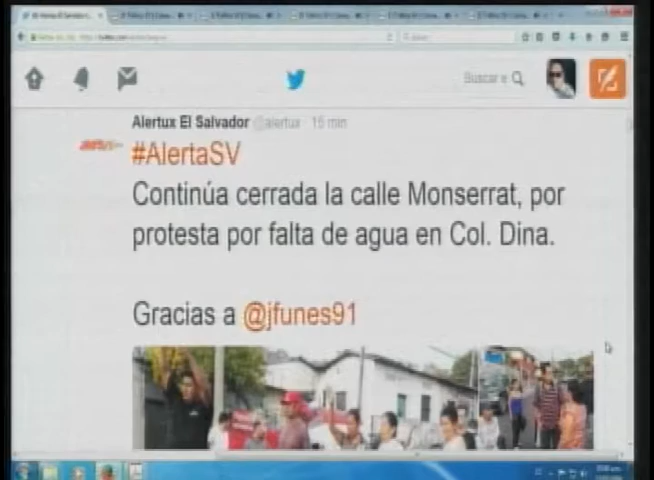 Buscar e
Alertux El Salvador @alertux · 15 min
#AlertaSV
Continúa cerrada la calle Monserrat, por
protesta por falta de agua en Col. Dina.
Gracias a @jfunes91